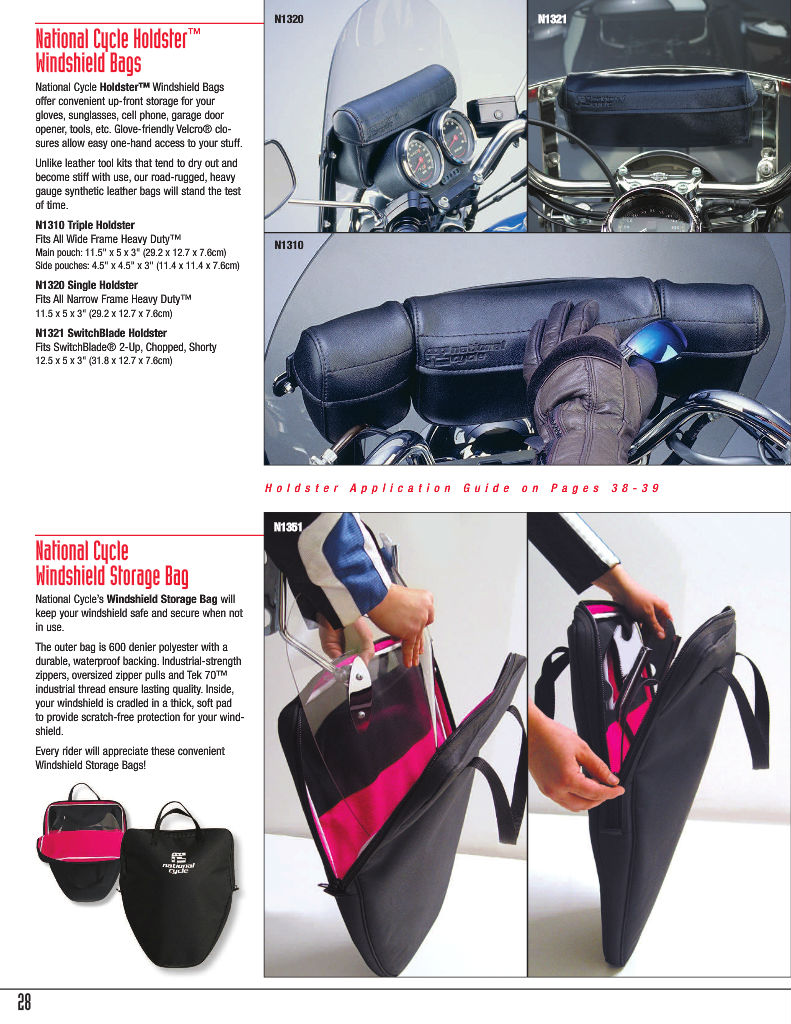 National Cycle Holdster™
Windshield Bags
National Cycle Holdster™ Windshield Bags
offer convenient up-front storage for your
gloves, sunglasses, cell phone, garage door
opener, tools, etc. Glove-friendly Velcro® clo-
sures allow easy one-hand access to your stuff.
Unlike leather tool kits that tend to dry out and
become stiff with use, our road-rugged, heavy
gauge synthetic leather bags will stand the test
of time.
N1310 Triple Holdster
Fits All Wide Frame Heavy Duty™
Main pouch: 11.5" x 5 x 3" (29.2 x 12.7 x 7.6cm)
Side pouches: 4.5" x 4.5" x 3" (11.4 x 11.4 x 7.6cm)
N1320 Single Holdster
Fits All Narrow Frame Heavy Duty™
11.5 x 5 x 3" (29.2 x 12.7 x 7.6cm)
N1321 SwitchBlade Holdster
Fits SwitchBlade® 2-Up, Chopped, Shorty
12.5 x 5 x 3" (31.8 x 12.7 x 7.6cm)
N1320
N1321
N1310
national
cycle
Holdster Application Guide on Pages 38-39
National Cycle
Windshield Storage Bag
National Cycle's Windshield Storage Bag will
keep your windshield safe and secure when not
in use.
The outer bag is 600 denier polyester with a
durable, waterproof backing. Industrial-strength
zippers, oversized zipper pulls and Tek 70™
industrial thread ensure lasting quality. Inside,
your windshield is cradled in a thick, soft pad
to provide scratch-free protection for your wind-
shield.
Every rider will appreciate these convenient
Windshield Storage Bags!
national
cycle
N1351
28